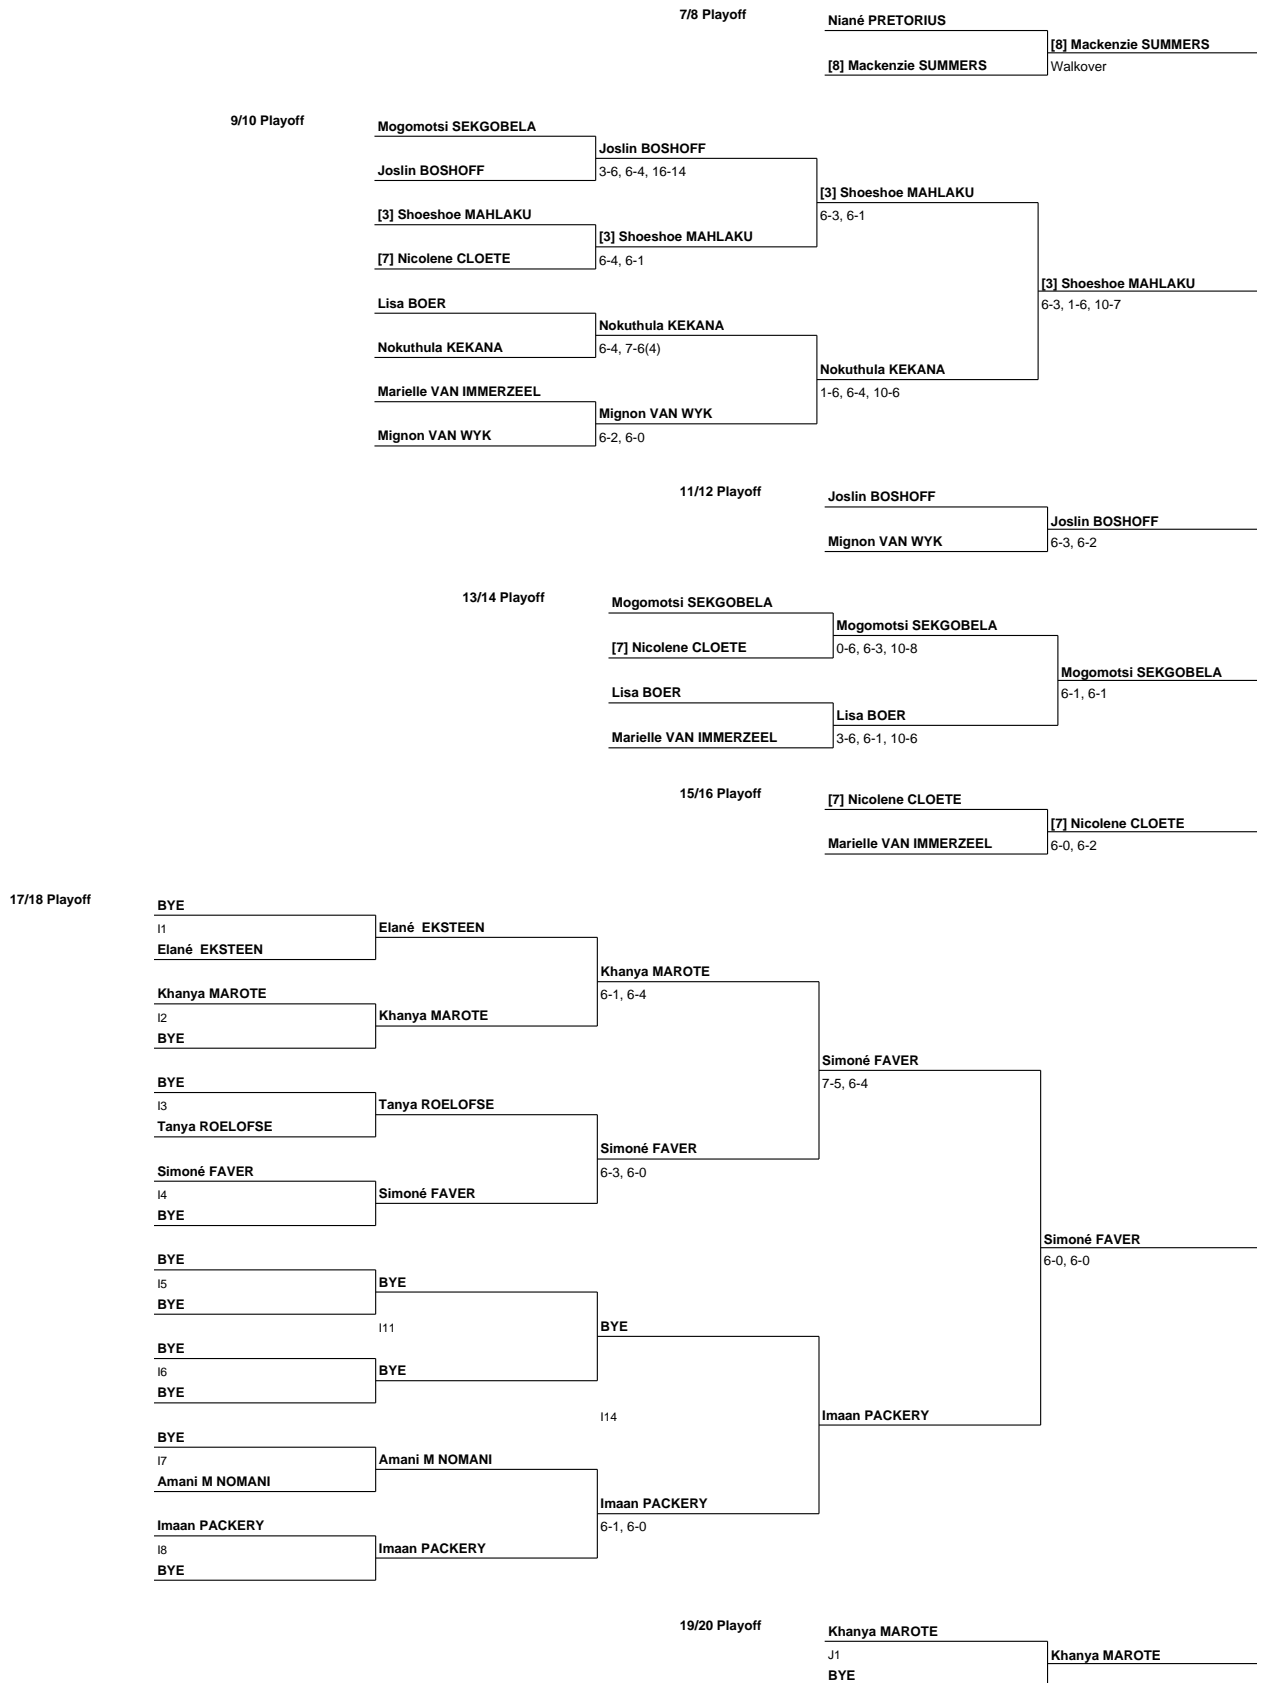 7/8 Playoff
Niané PRETORIUS
[8] Mackenzie SUMMERS
[8] Mackenzie SUMMERS
Walkover
9/10 Playoff
Mogomotsi SEKGOBELA
Joslin BOSHOFF
Joslin BOSHOFF
3-6, 6-4, 16-14
[3] Shoeshoe MAHLAKU
6-3, 6-1
[3] Shoeshoe MAHLAKU
[3] Shoeshoe MAHLAKU
[7] Nicolene CLOETE
6-4, 6-1
[3] Shoeshoe MAHLAKU
6-3, 1-6, 10-7
Lisa BOER
Nokuthula KEKANA
Nokuthula KEKANA
6-4, 7-6(4)
Nokuthula KEKANA
1-6, 6-4, 10-6
Marielle VAN IMMERZEEL
Mignon VAN WYK
Mignon VAN WYK
6-2, 6-0
11/12 Playoff
Joslin BOSHOFF
Joslin BOSHOFF
Mignon VAN WYK
6-3, 6-2
13/14 Playoff
Mogomotsi SEKGOBELA
Mogomotsi SEKGOBELA
[7] Nicolene CLOETE
0-6, 6-3, 10-8
Mogomotsi SEKGOBELA
6-1, 6-1
Lisa BOER
Lisa BOER
Marielle VAN IMMERZEEL
3-6, 6-1, 10-6
15/16 Playoff
[7] Nicolene CLOETE
[7] Nicolene CLOETE
Marielle VAN IMMERZEEL
6-0, 6-2
17/18 Playoff
BYE
I1
Elané EKSTEEN
Elané EKSTEEN
Khanya MAROTE
6-1, 6-4
Khanya MAROTE
I2
Khanya MAROTE
BYE
Simoné FAVER
7-5, 6-4
BYE
I3
Tanya ROELOFSE
Tanya ROELOFSE
Simoné FAVER
6-3, 6-0
Simoné FAVER
I4
Simoné FAVER
BYE
Simoné FAVER
6-0, 6-0
BYE
I5
BYE
BYE
I11
BYE
BYE
I6
BYE
BYE
I14
Imaan PACKERY
BYE
I7
Amani M NOMANI
Amani M NOMANI
Imaan PACKERY
6-1, 6-0
Imaan PACKERY
I8
Imaan PACKERY
BYE
19/20 Playoff
Khanya MAROTE
J1
Khanya MAROTE
BYE